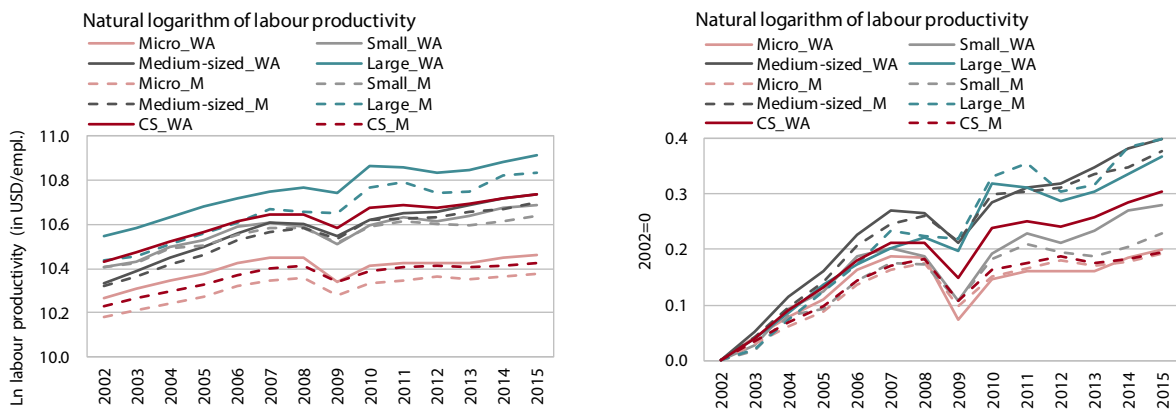 Natural logarithm of labour productivity
Micro_WA Small_WA
Medium-sized_WA Large_WA
Micro_M Small_M
Medium-sized_M Large_M
CS_WA CS_M
Ln labour productivity (in USD/empl.)
11.0
10.8
10.6
10.4
10.2
10.0
2002 2003 2004 2005 2006 2007 2008 2009 2010 2011 2012 2013 2014 2015
Natural logarithm of labour productivity
Micro_WA Small_WA
Medium-sized_WA Large_WA
Micro_M Small_M
Medium-sized_M Large_M
CS_WA CS_M
2002=0
0.4
0.3
0.2
0.1
0.0
2002 2003 2004 2005 2006 2007 2008 2009 2010 2011 2012 2013 2014 2015